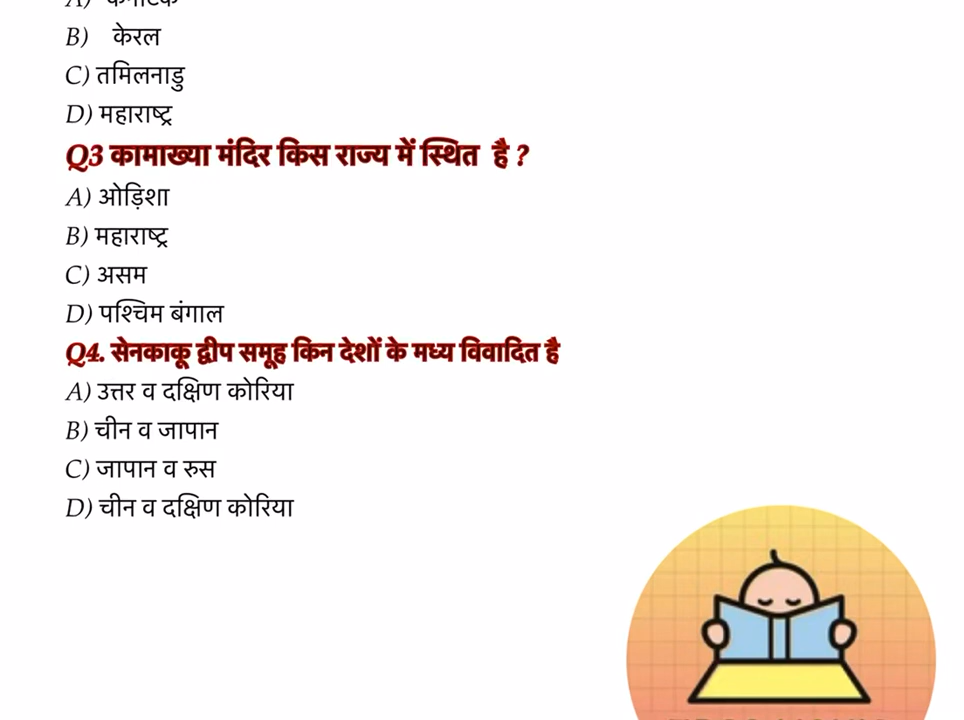 B) केरल
C) तमिलनाडु
D) महाराष्ट्र
Q3 कामाख्या मंदिर किस राज्य में स्थित है ?
A) ओड़िशा
B) महाराष्ट्र
C) असम
D) पश्चिम बंगाल
Q4. सेनकाकू द्वीप समूह किन देशों के मध्य विवादित है
A) उत्तर व दक्षिण कोरिया
B) चीन व जापान
C) जापान व रुस
D) चीन व दक्षिण कोरिया